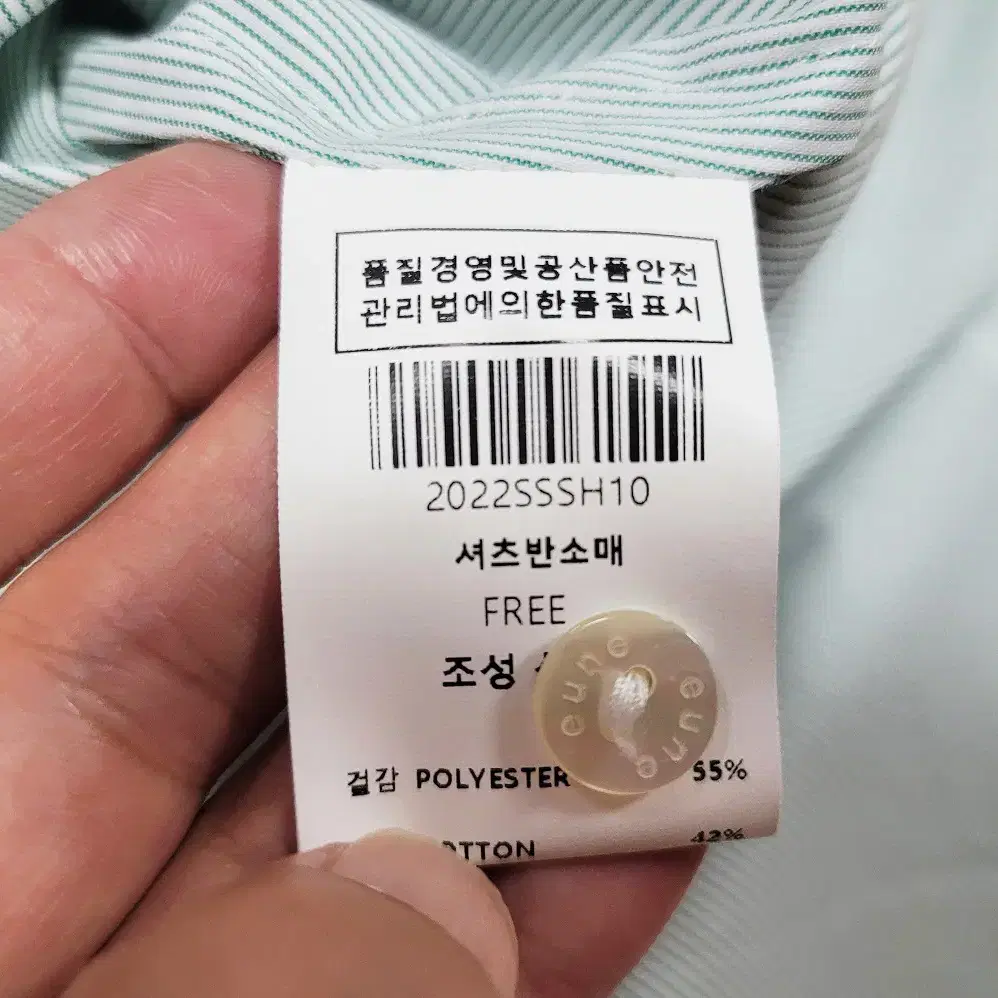 품질경영및공산품안전
관리법에의한품질표시
2022SSSH10
셔츠반소매
FREE
조성
eune
eune
겉감 POLYESTER 55%
42%